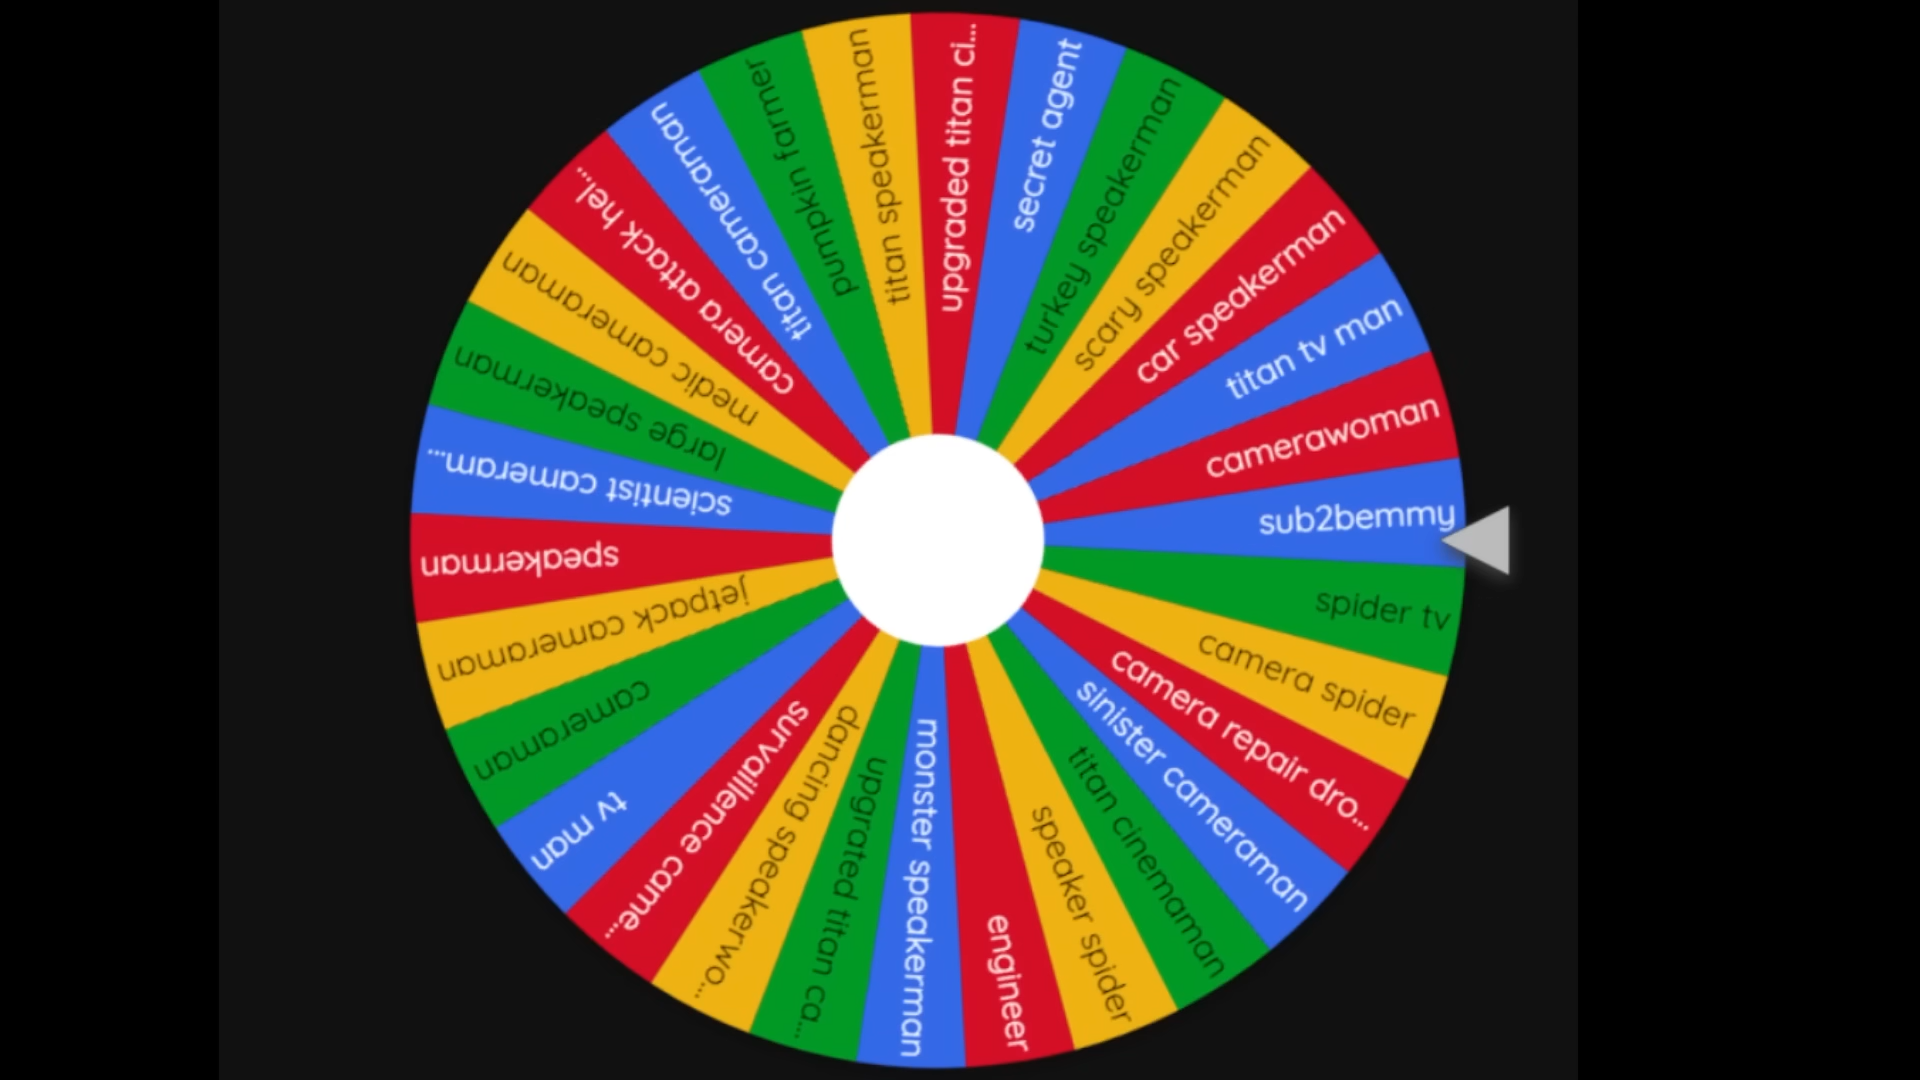 upgraded titan ci...
secret agent
turkey speakerman
scary speakerman
car speakerman
titan tv man
camerawoman
sub2bemmy
spider tv
camera spider
camera repair dro...
sinister cameraman
titan cinemaman
speaker spider
engineer
monster speakerman
upgrated titan ca...
dancing speakerwo...
survaillence came...
tv man
cameraman
jetpack cameraman
speakerman
scientist cameram...
large speakerman
medic cameraman
camera attack hel...
titan cameraman
pumpkin farmer
titan speakerman